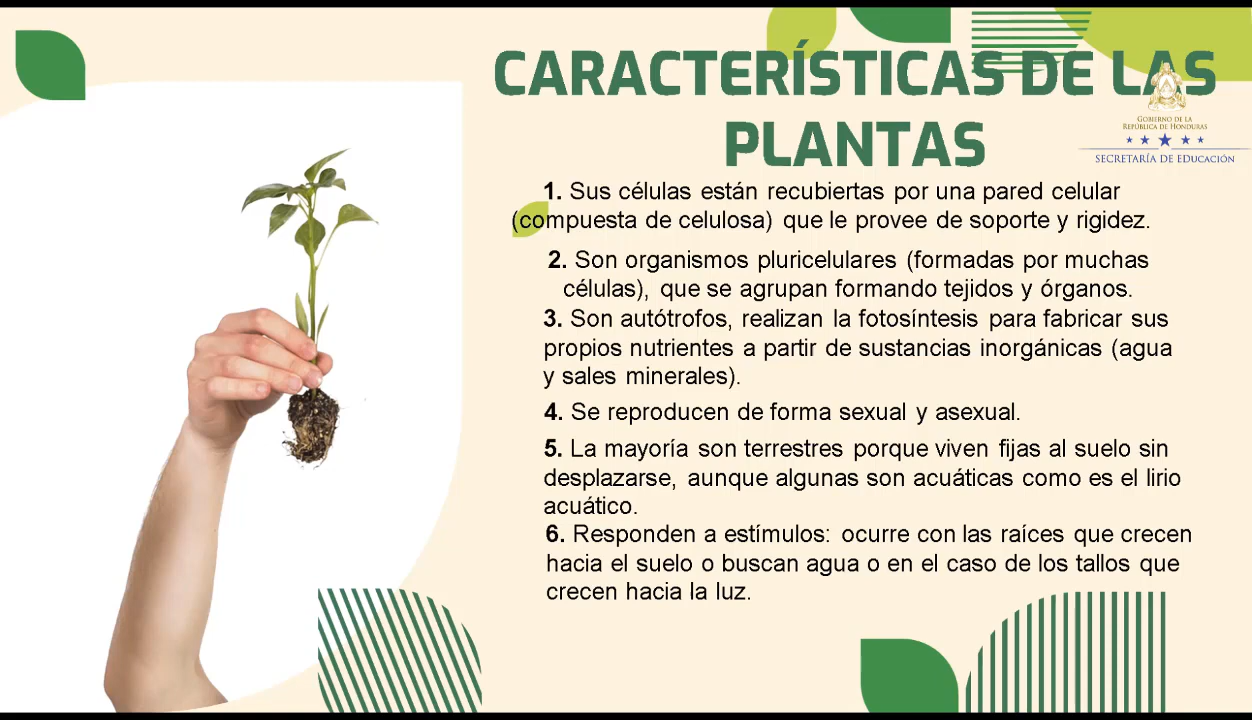 CARACTERÍSTICAS DE LAS
PLANTAS
GOBIERNO DE LA
REPÚBLICA DE HONDURAS
SECRETARÍA DE EDUCACIÓN
1. Sus células están recubiertas por una pared celular
(compuesta de celulosa) que le provee de soporte y rigidez.
2. Son organismos pluricelulares (formadas por muchas
células), que se agrupan formando tejidos y órganos.
3. Son autótrofos, realizan la fotosíntesis para fabricar sus
propios nutrientes a partir de sustancias inorgánicas (agua
y sales minerales).
4. Se reproducen de forma sexual y asexual.
5. La mayoría son terrestres porque viven fijas al suelo sin
desplazarse, aunque algunas son acuáticas como es el lirio
acuático.
6. Responden a estímulos: ocurre con las raíces que crecen
hacia el suelo o buscan agua o en el caso de los tallos que
crecen hacia la luz.